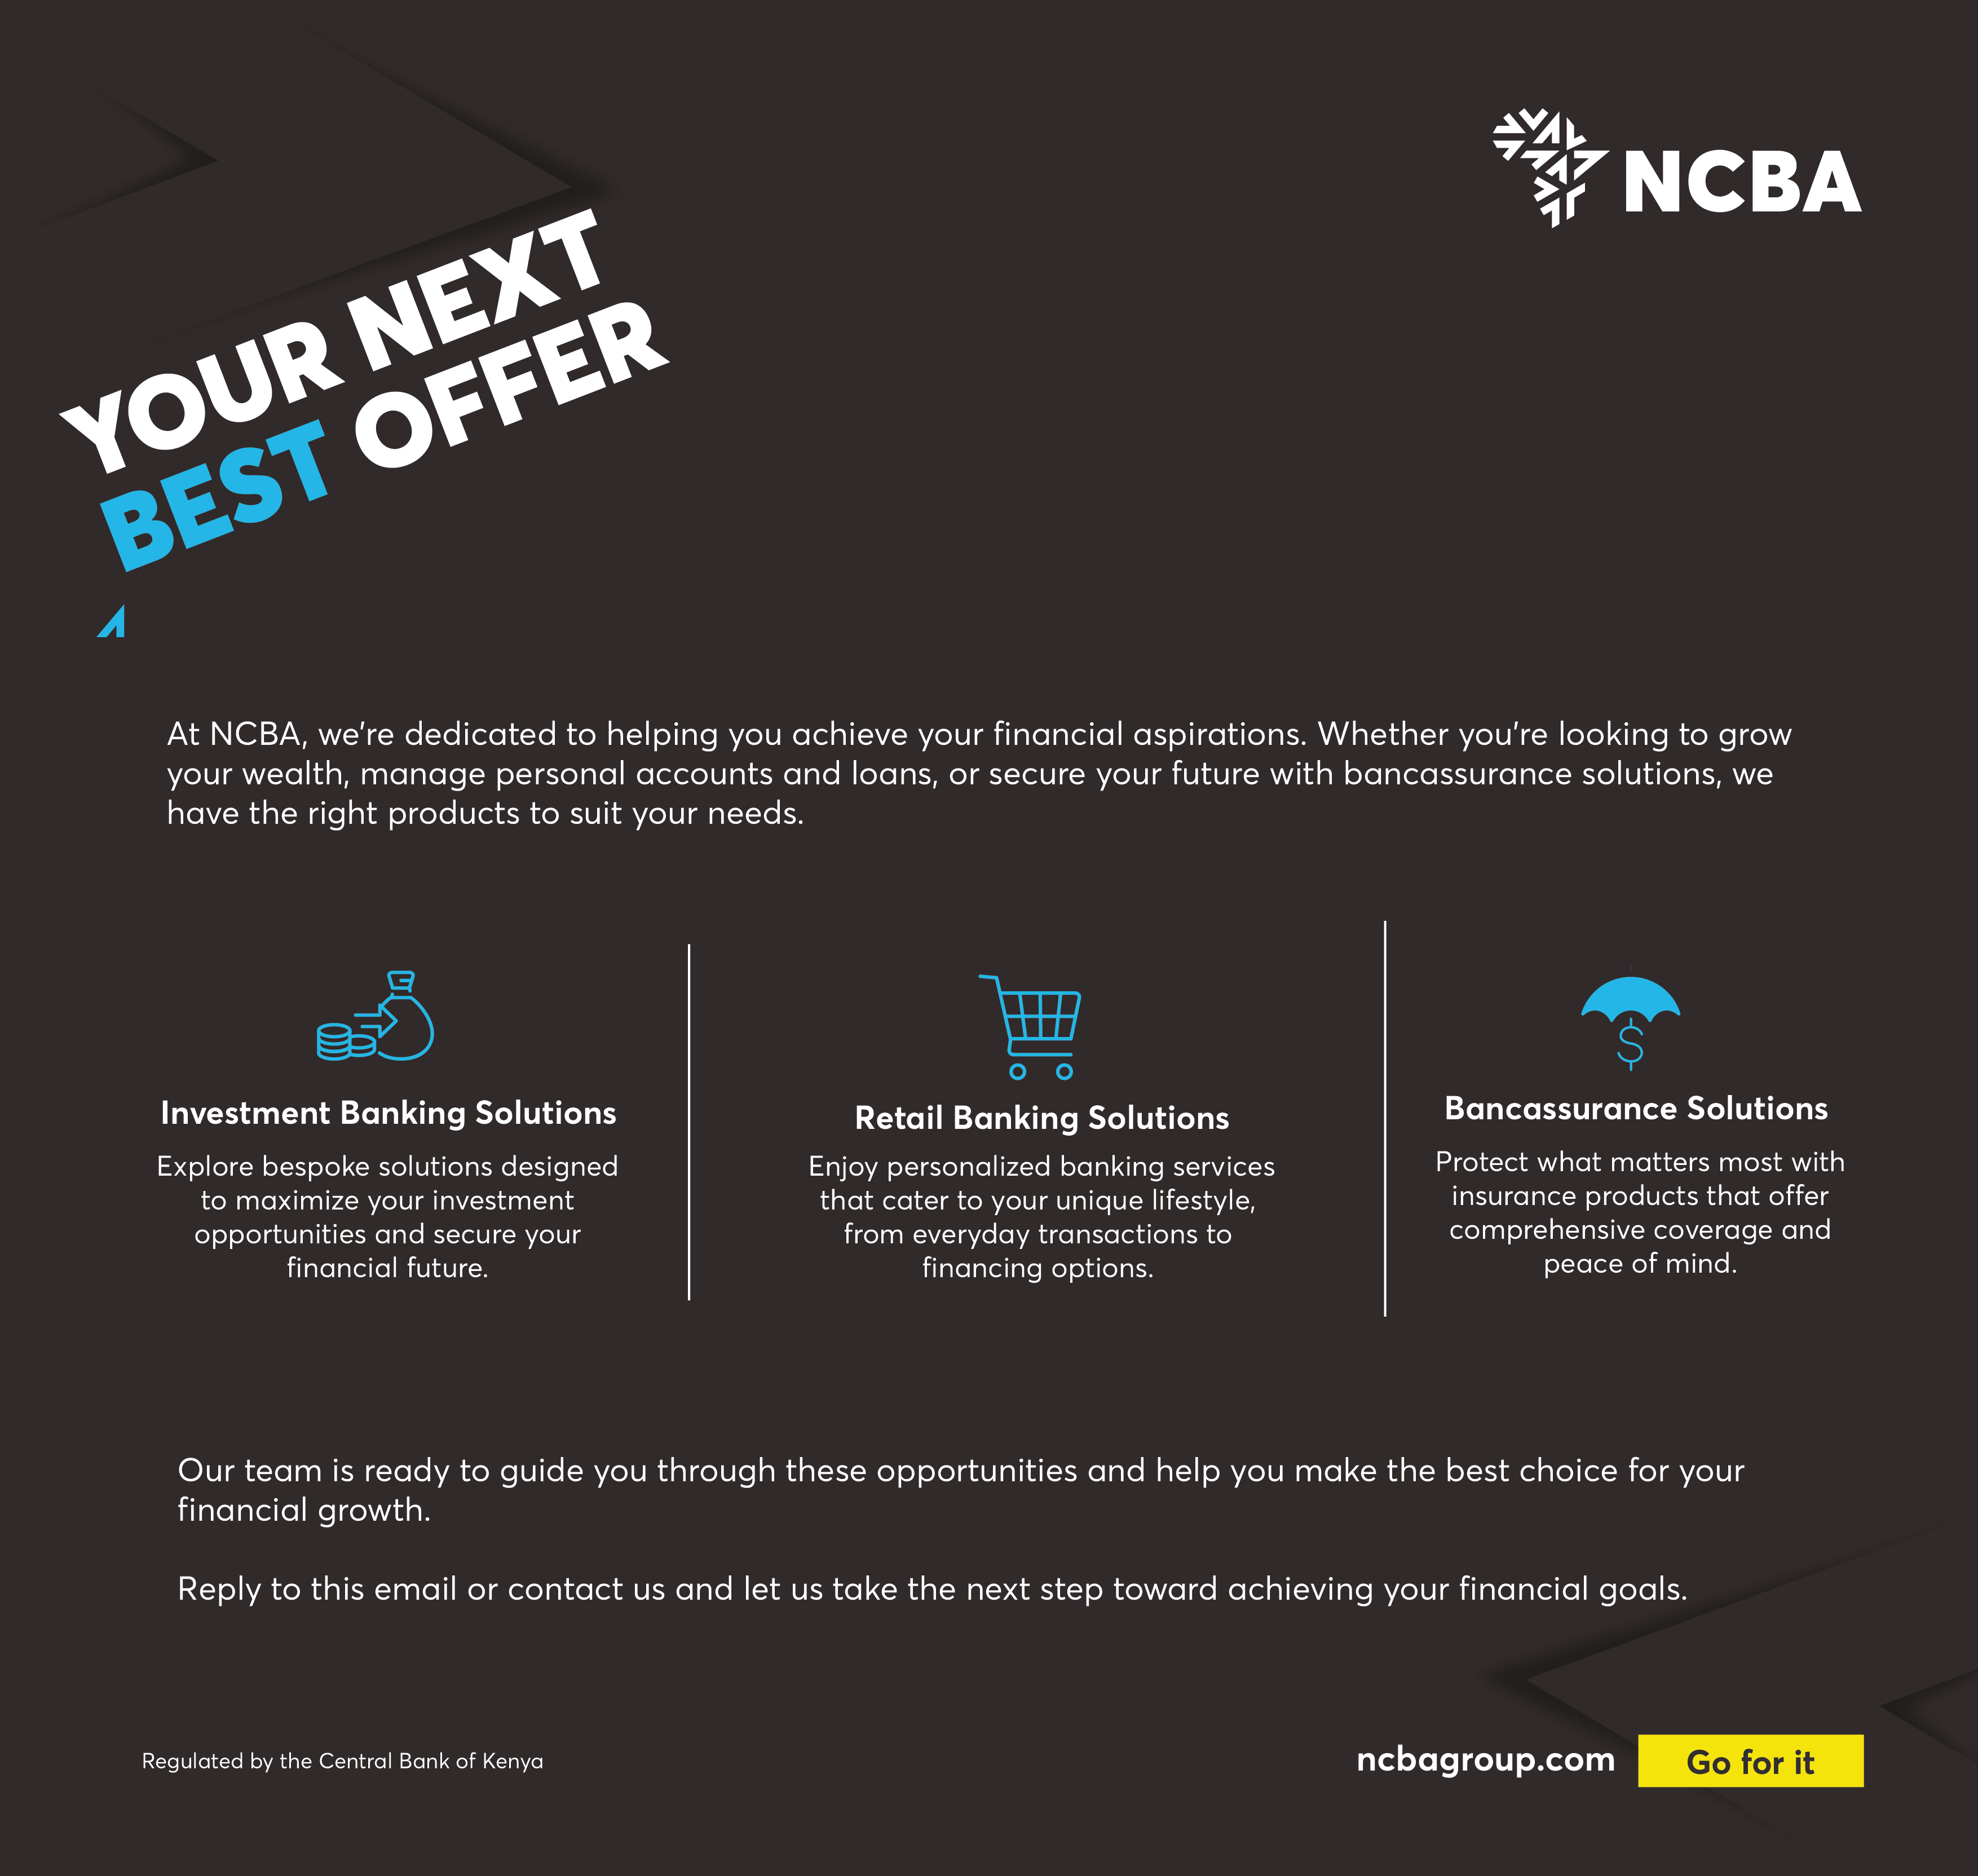 NCBA
YOUR NEXT
BEST OFFER
At NCBA, we're dedicated to helping you achieve your financial aspirations. Whether you're looking to grow
your wealth, manage personal accounts and loans, or secure your future with bancassurance solutions, we
have the right products to suit your needs.
Investment Banking Solutions
Explore bespoke solutions designed
to maximize your investment
opportunities and secure your
financial future.
Retail Banking Solutions
Enjoy personalized banking services
that cater to your unique lifestyle,
from everyday transactions to
financing options.
$
Bancassurance Solutions
Protect what matters most with
insurance products that offer
comprehensive coverage and
peace of mind.
Our team is ready to guide you through these opportunities and help you make the best choice for your
financial growth.
Reply to this email or contact us and let us take the next step toward achieving your financial goals.
Regulated by the Central Bank of Kenya
ncbagroup.com
Go for it